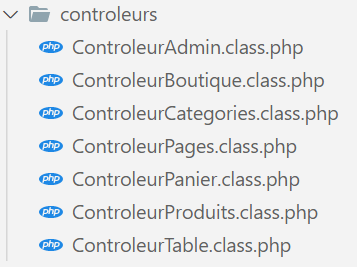 controleurs
php ControleurAdmin.class.php
php ControleurBoutique.class.php
php ControleurCategories.class.php
php ControleurPages.class.php
php ControleurPanier.class.php
php ControleurProduits.class.php
php ControleurTable.class.php